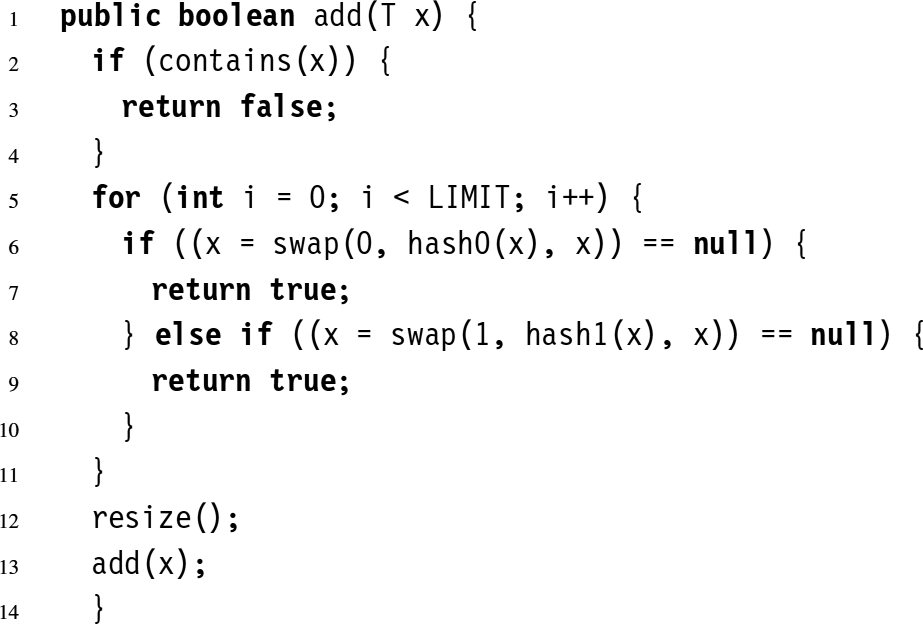 1 public boolean add(T x) {
2 if (contains(x)) {
3 return false;
4 }
5 for (int i = 0; i < LIMIT; i++) {
6 if ((x = swap(0, hash0(x), x)) == null) {
7 return true;
8 } else if ((x = swap(1, hash1(x), x)) == null) {
9 return true;
10 }
11 }
12 resize();
13 add(x);
14 }